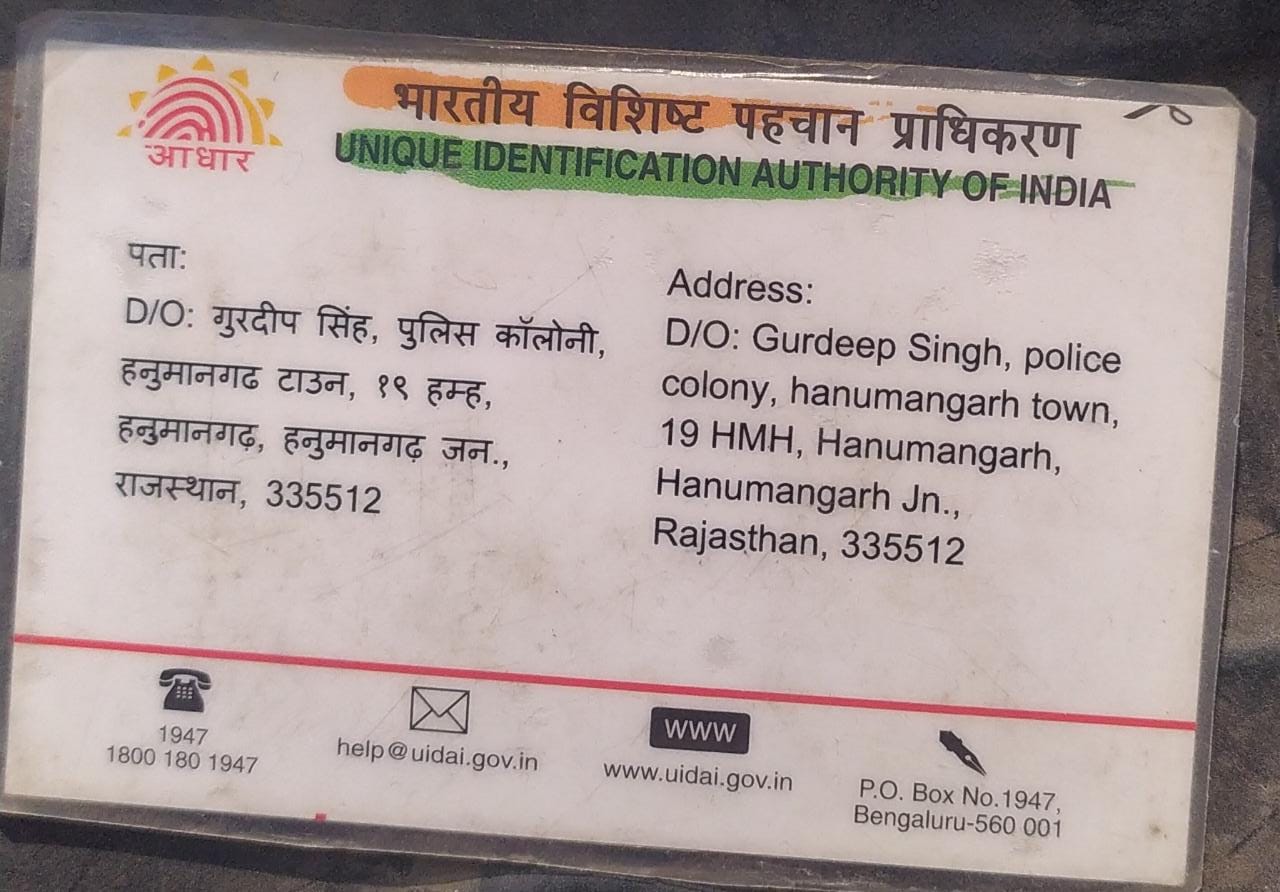 आधार
भारतीय विशिष्ट पहचान प्राधिकरण
UNIQUE IDENTIFICATION AUTHORITY OF INDIA
पता:
D/O: गुरदीप सिंह, पुलिस कॉलोनी,
हनुमानगढ टाउन, १९ हम्ह,
हनुमानगढ़, हनुमानगढ़ जन.,
राजस्थान, 335512
Address:
D/O: Gurdeep Singh, police
colony, hanumangarh town,
19 HMH, Hanumangarh,
Hanumangarh Jn.,
Rajasthan, 335512
1947
1800 180 1947
help@uidai.gov.in
www
www.uidai.gov.in
P.O. Box No.1947,
Bengaluru-560 001